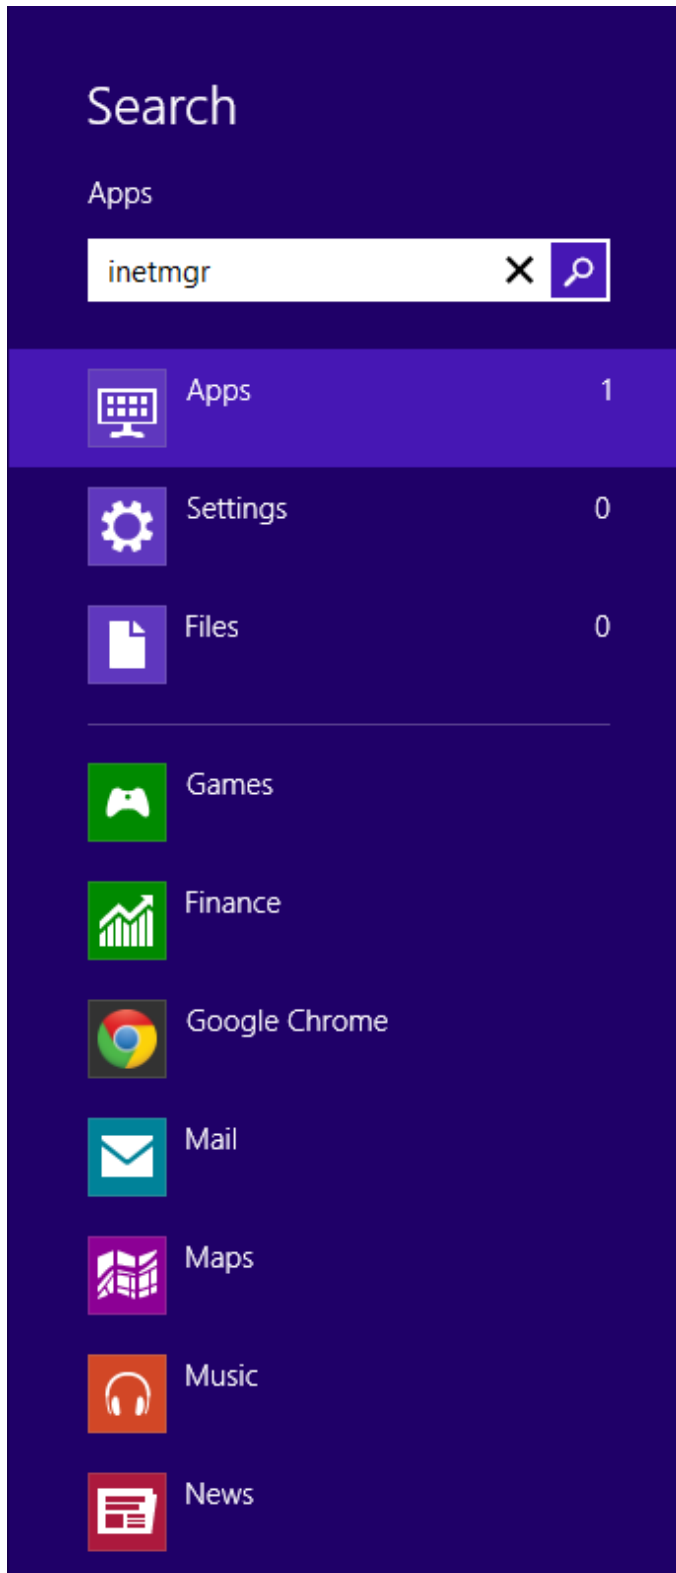 Search
Apps
inetmgr
Apps 1
Settings 0
Files 0
Games
Finance
Google Chrome
Mail
Maps
Music
News